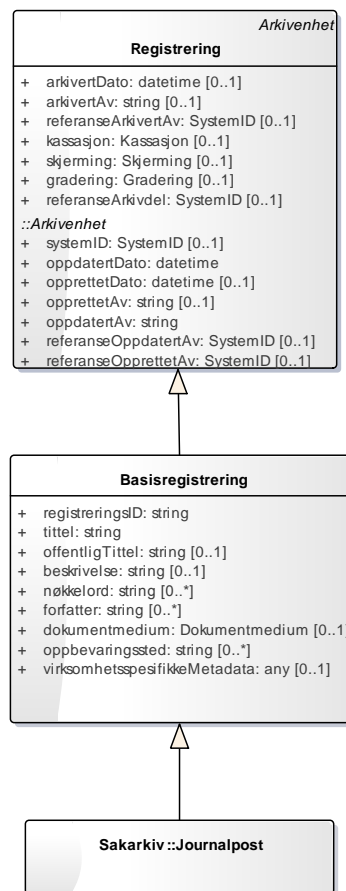 Arkivenhet
Registrering
+ arkivertDato: datetime [0..1]
+ arkivertAv: string [0..1]
+ referanseArkivertAv: SystemID [0..1]
+ kassasjon: Kassasjon [0..1]
+ skjerming: Skjerming [0..1]
+ gradering: Gradering [0..1]
+ referanseArkivdel: SystemID [0..1]
::Arkivenhet
+ systemID: SystemID [0..1]
+ oppdatertDato: datetime
+ opprettetDato: datetime [0..1]
+ opprettetAv: string [0..1]
+ oppdatertAv: string
+ referanseOppdatertAv: SystemID [0..1]
+ referanseOpprettetAv: SystemID [0..1]
Basisregistrering
+ registreringsID: string
+ tittel: string
+ offentligTittel: string [0..1]
+ beskrivelse: string [0..1]
+ nøkkelord: string [0..*]
+ forfatter: string [0..*]
+ dokumentmedium: Dokumentmedium [0..1]
+ oppbevaringssted: string [0..*]
+ virksomhetsspesifikkeMetadata: any [0..1]
Sakarkiv::Journalpost